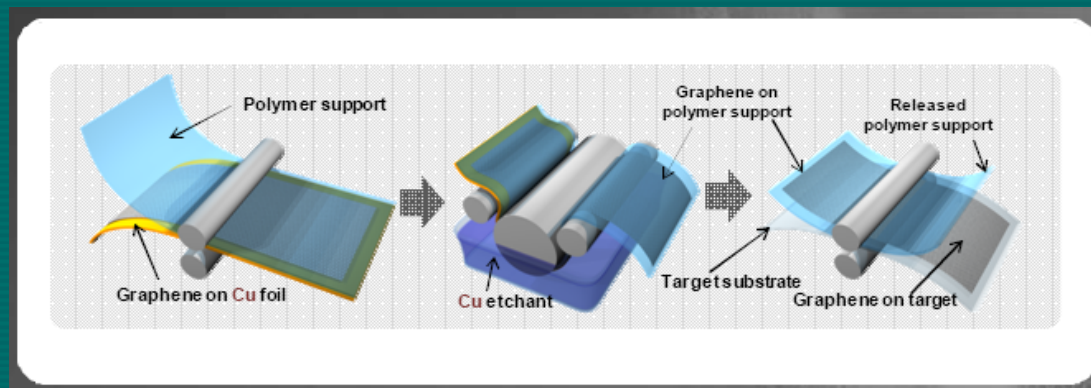 Polymer support
Graphene on Cu foil
Cu etchant
Graphene on
polymer support
Target substrate
Released
polymer support
Graphene on target